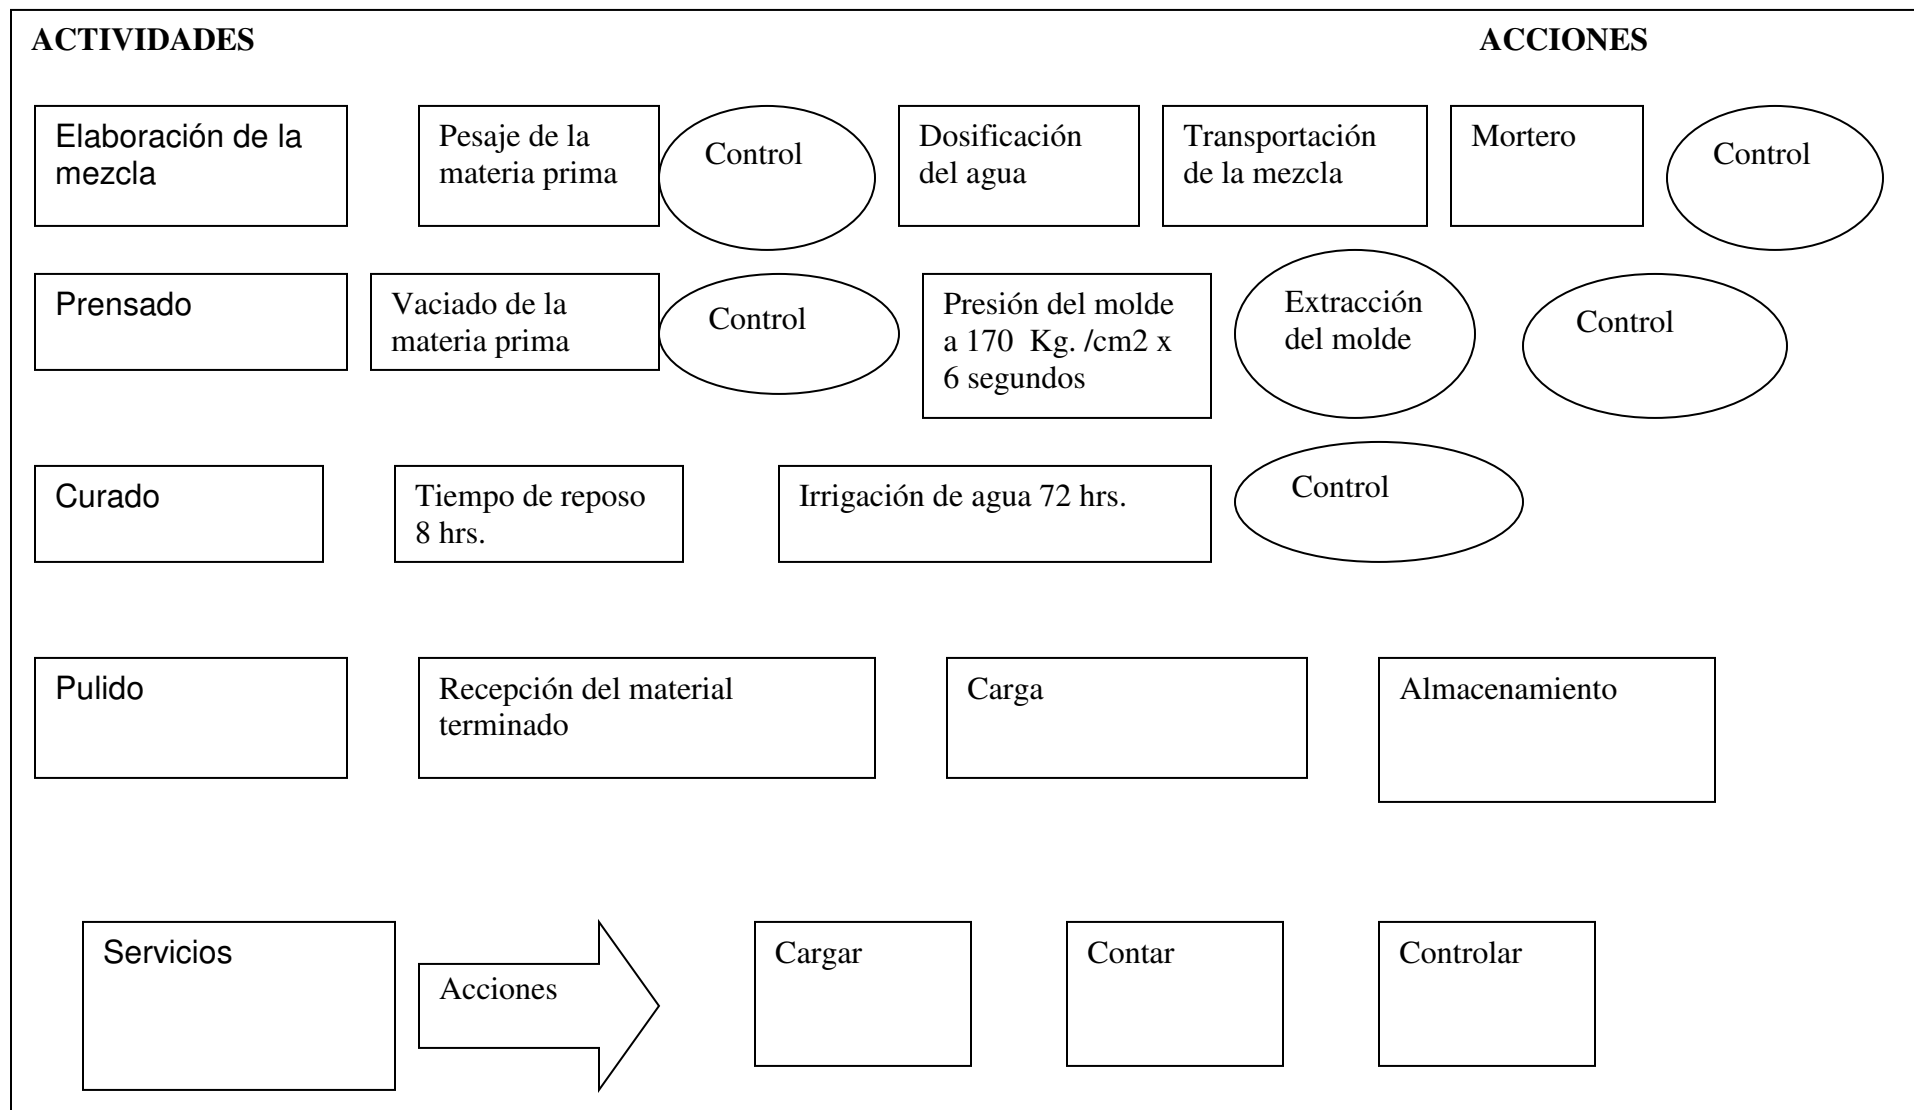 ACTIVIDADES
ACCIONES
Elaboración de la
mezcla
Pesaje de la
materia prima
Control
Dosificación
del agua
Transportación
de la mezcla
Mortero
Control
Prensado
Vaciado de la
materia prima
Control
Presión del molde
a 170 Kg. /cm2 x
6 segundos
Extracción
del molde
Control
Curado
Tiempo de reposo
8 hrs.
Irrigación de agua 72 hrs.
Control
Pulido
Recepción del material
terminado
Carga
Almacenamiento
Servicios
Acciones
Cargar
Contar
Controlar